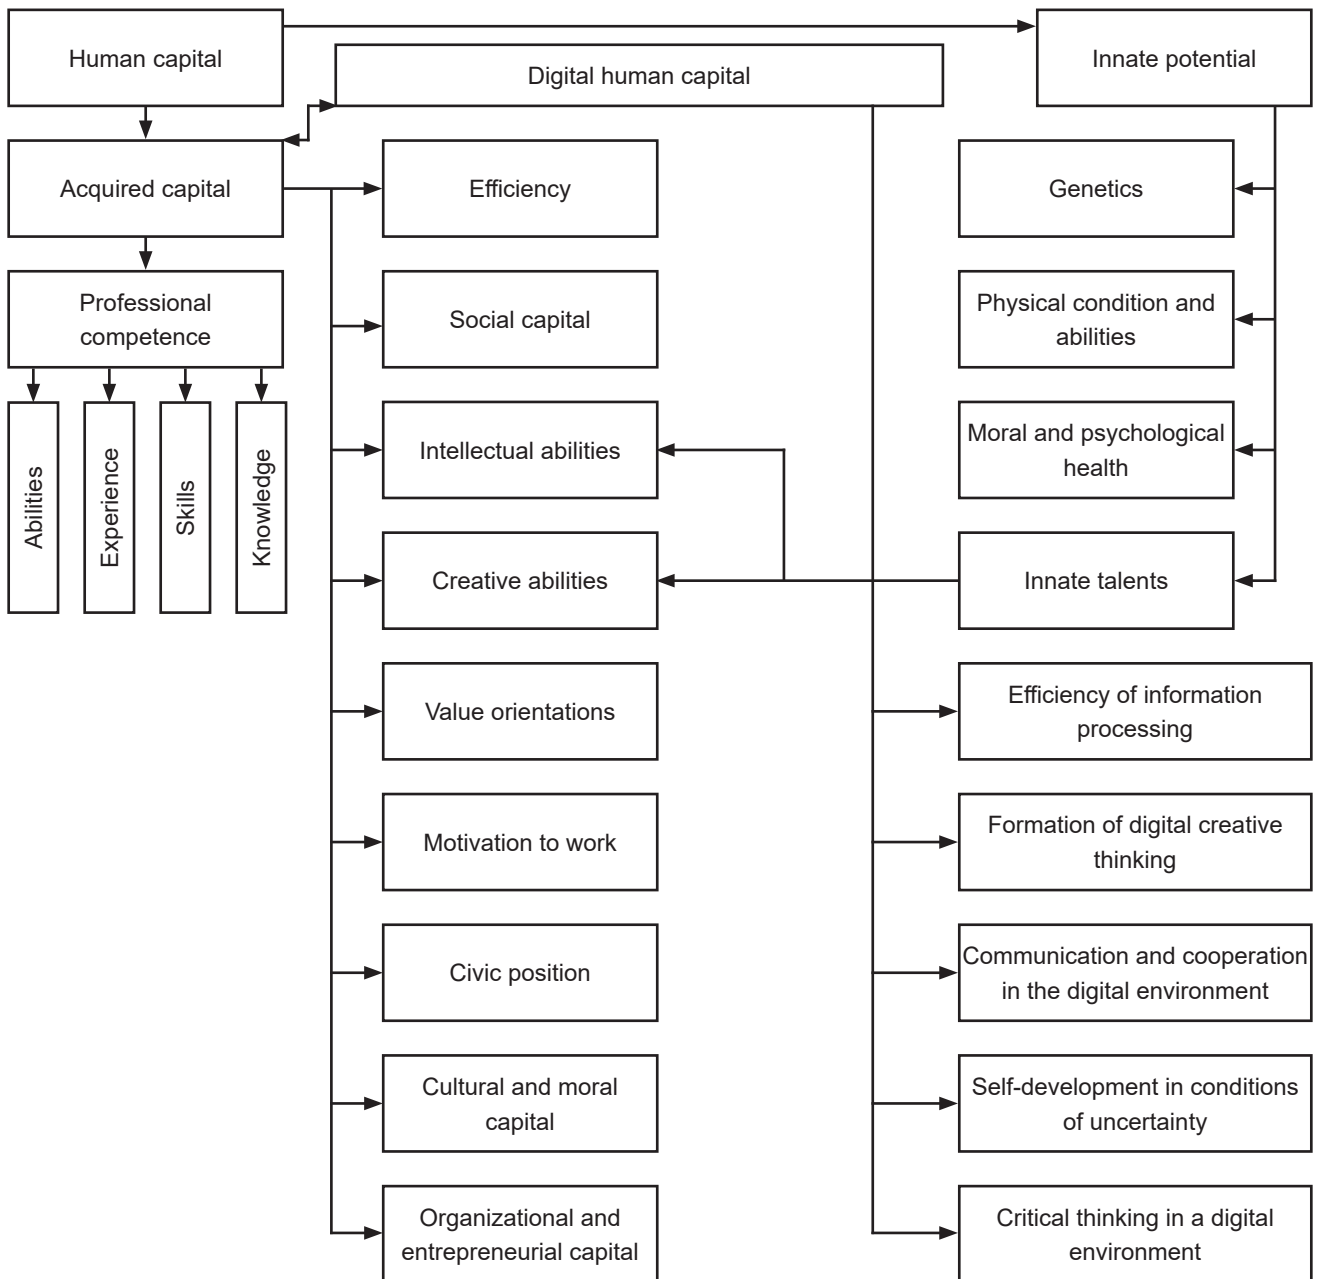 Human capital
Digital human capital
Innate potential
Acquired capital
Efficiency
Genetics
Professional
competence
Social capital
Physical condition and
abilities
Abilities
Experience
Skills
Knowledge
Intellectual abilities
Moral and psychological
health
Creative abilities
Innate talents
Value orientations
Efficiency of information
processing
Motivation to work
Formation of digital creative
thinking
Civic position
Communication and cooperation
in the digital environment
Cultural and moral
capital
Self-development in conditions
of uncertainty
Organizational and
entrepreneurial capital
Critical thinking in a digital
environment